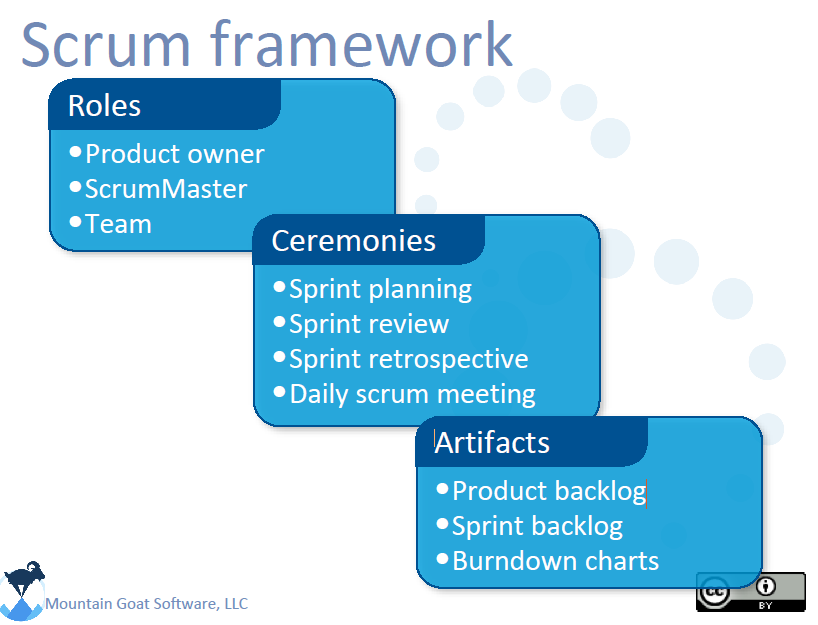 Scrum framework
Roles
•Product owner
•ScrumMaster
•Team
Ceremonies
•Sprint planning
•Sprint review
•Sprint retrospective
•Daily scrum meeting
Artifacts
•Product backlog
•Sprint backlog
•Burndown charts
Mountain Goat Software, LLC
cc
BY